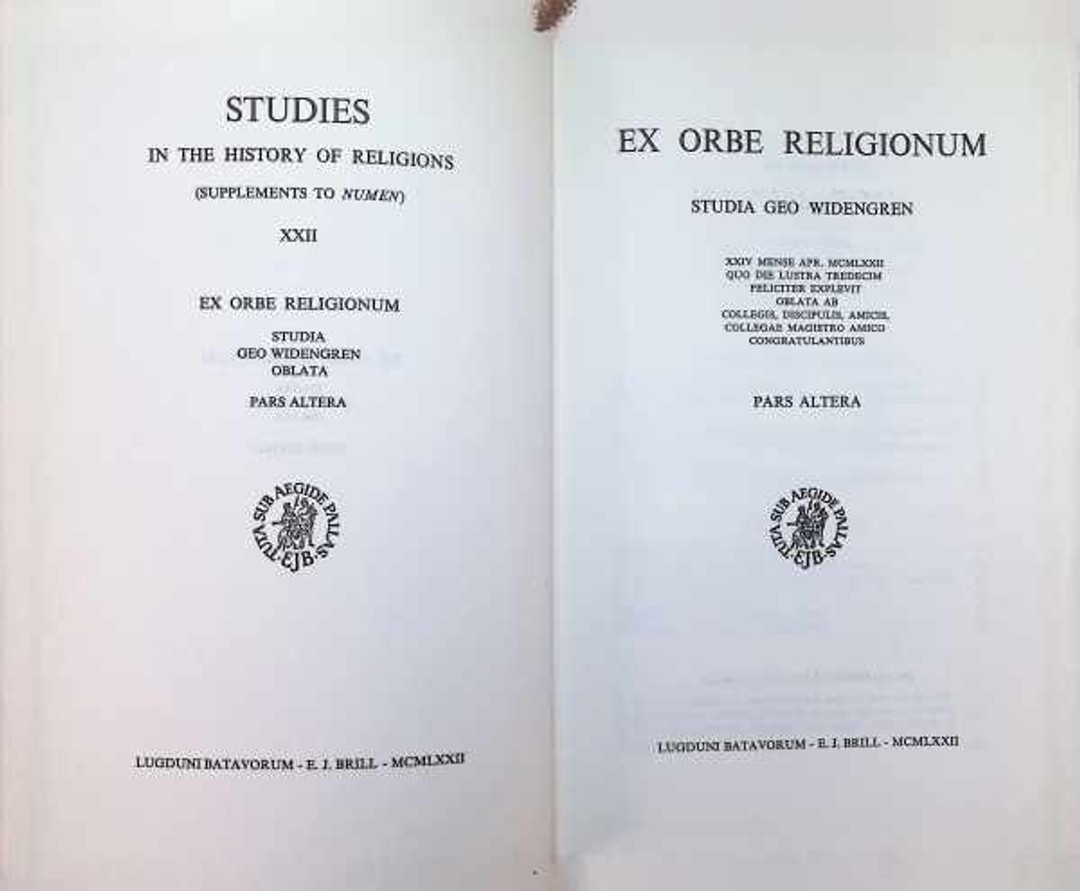 STUDIES
IN THE HISTORY OF RELIGIONS
(SUPPLEMENTS TO NUMEN)
XXII
EX ORBE RELIGIONUM
STUDIA
GEO WIDENGREN
OBLATA
PARS ALTERA
TUTA SUB AEGIDE PALLAS
EJB
LUGDUNI BATAVORUM - E. J. BRILL - MCMLXXII
EX ORBE RELIGIONUM
STUDIA GEO WIDENGREN
XXIV MENSE APR. MCMLXXII
QUO DIE LUSTRA TREDECIM
FELICITER EXPLEVIT
OBLATA AB
COLLEGIS, DISCIPULIS, AMICIS,
COLLEGAE MAGISTRO AMICO
CONGRATULANTIBUS
PARS ALTERA
TUTA SUB AEGIDE PALLAS
EJB
LUGDUNI BATAVORUM - E. J. BRILL - MCMLXXII